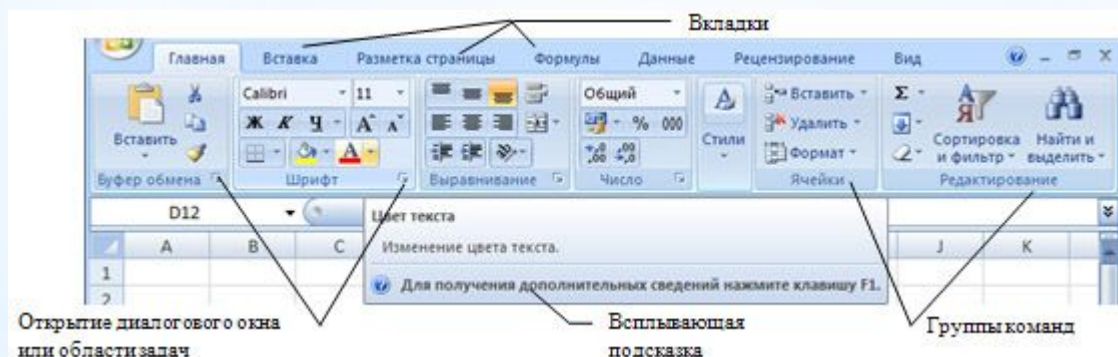 Вкладки
Главная Вставка Разметка страницы Формулы Данные Рецензирование Вид
Calibri 11 Общий Вставить
Ж К Ч А А % 000 Удалить
Вставить Стили Формат Сортировка и фильтр Найти и выделить
Буфер обмена Шрифт Выравнивание Число Ячейки Редактирование
D12 Цвет текста
A B C Изменение цвета текста. J K
1 Для получения дополнительных сведений нажмите клавишу F1.
2
Открытие диалогового окна Всплывающая Группы команд
или области задач подсказка